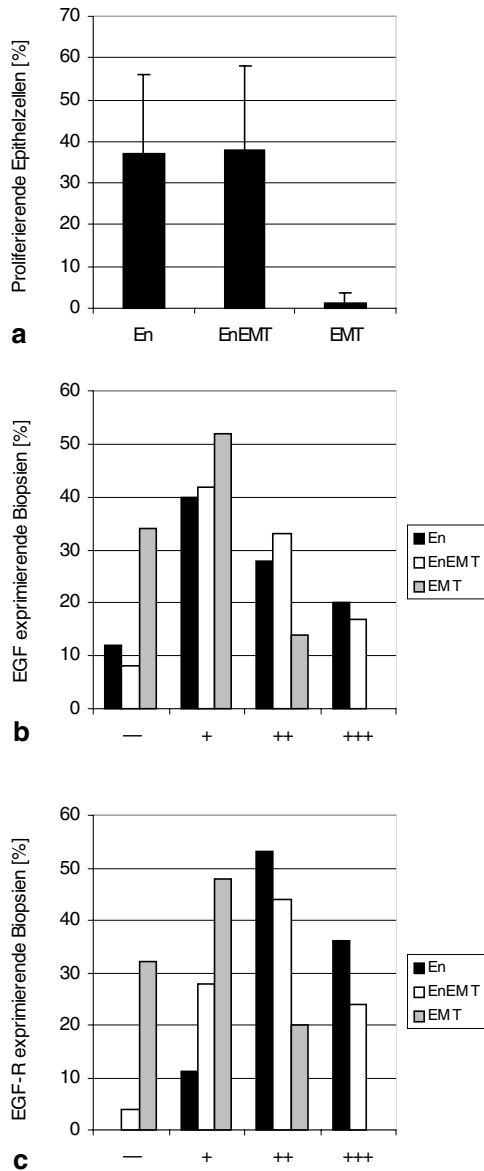 Proliferierende Epithelzellen [%]
70
60
50
40
30
20
10
0
En EnEMT EMT
a
EGF exprimierende Biopsien [%]
60
50
40
30
20
10
0
— + ++ +++
En
EnEMT
EMT
b
EGF-R exprimierende Biopsien [%]
60
50
40
30
20
10
0
— + ++ +++
En
EnEMT
EMT
c